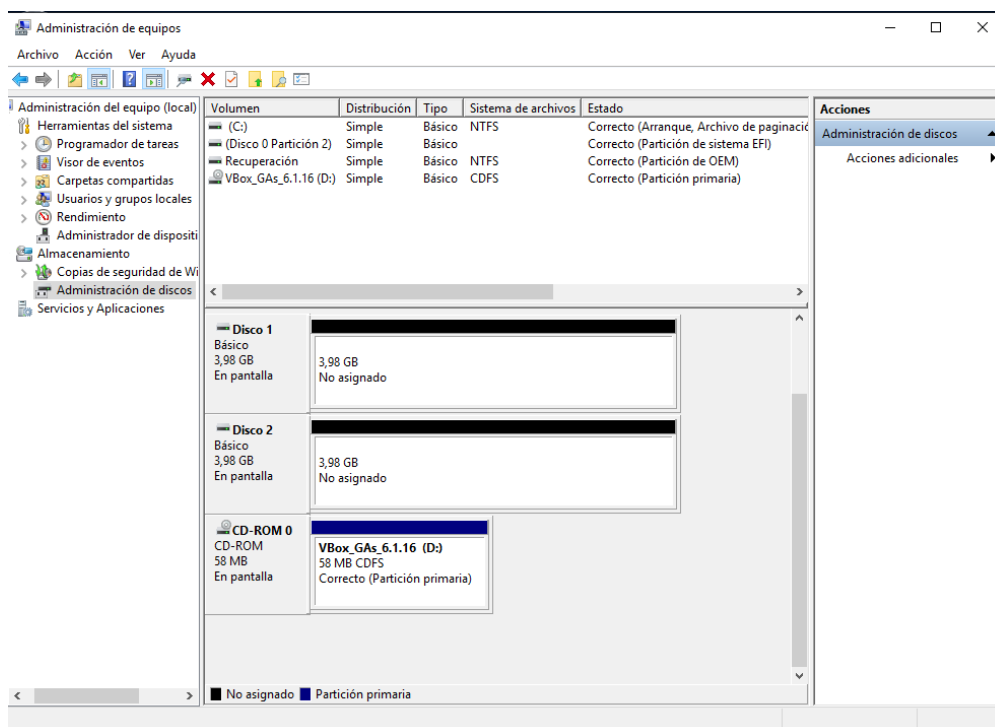 Administración de equipos
Archivo Acción Ver Ayuda
Administración del equipo (local)
Herramientas del sistema
Programador de tareas
Visor de eventos
Carpetas compartidas
Usuarios y grupos locales
Rendimiento
Administrador de dispositi
Almacenamiento
Copias de seguridad de Wi
Administración de discos
Servicios y Aplicaciones
Volumen Distribución Tipo Sistema de archivos Estado
(C:) Simple Básico NTFS Correcto (Arranque, Archivo de paginació
(Disco 0 Partición 2) Simple Básico Correcto (Partición de sistema EFI)
Recuperación Simple Básico NTFS Correcto (Partición de OEM)
VBox_GAs_6.1.16 (D:) Simple Básico CDFS Correcto (Partición primaria)
Disco 1
Básico
3,98 GB
En pantalla
3,98 GB
No asignado
Disco 2
Básico
3,98 GB
En pantalla
3,98 GB
No asignado
CD-ROM 0
CD-ROM
58 MB
En pantalla
VBox_GAs_6.1.16 (D:)
58 MB CDFS
Correcto (Partición primaria)
No asignado Partición primaria
Acciones
Administración de discos
Acciones adicionales